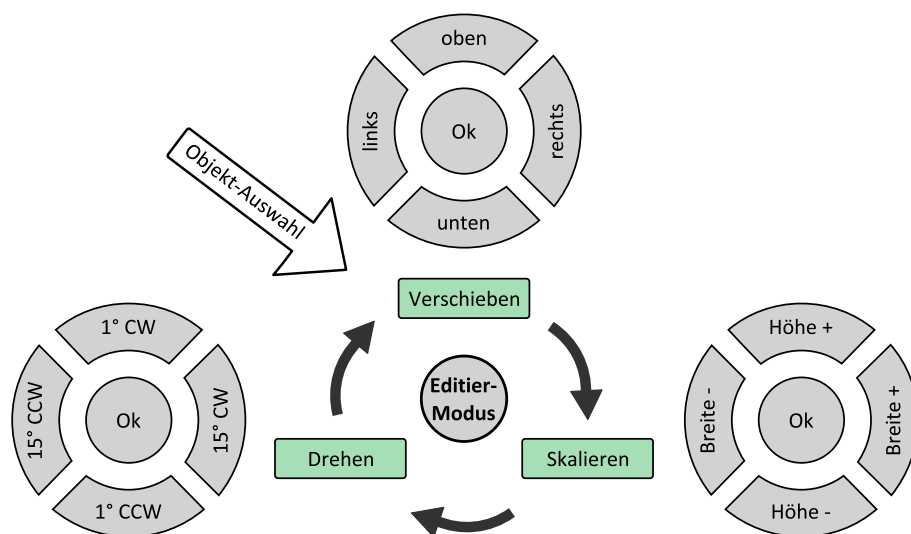 oben
links
Ok
rechts
unten
Objekt-Auswahl
Verschieben
Editier-
Modus
Drehen
Skalieren
1° CW
15° CCW
Ok
15° CW
1° CCW
Höhe +
Breite -
Ok
Breite +
Höhe -